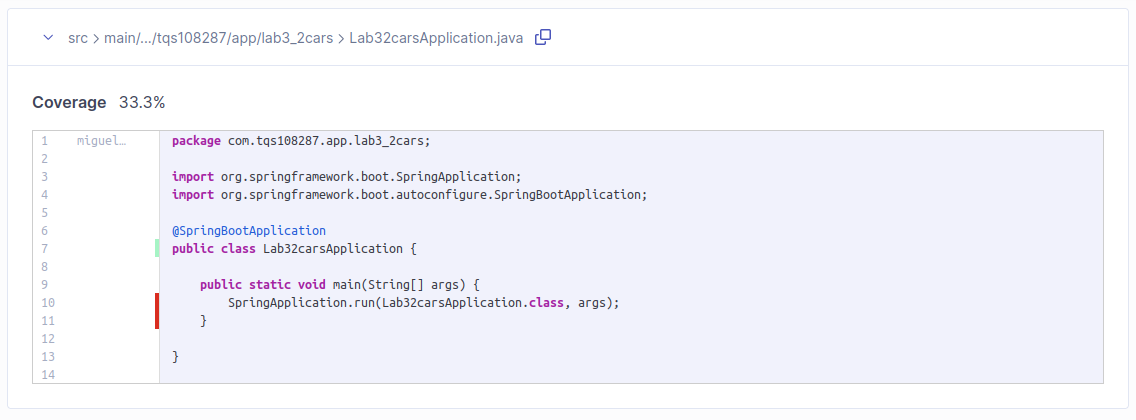 src > main/.../tqs108287/app/lab3_2cars > Lab32carsApplication.java
Coverage 33.3%
1 miguel… package com.tqs108287.app.lab3_2cars;
2
3 import org.springframework.boot.SpringApplication;
4 import org.springframework.boot.autoconfigure.SpringBootApplication;
5
6 @SpringBootApplication
7 public class Lab32carsApplication {
8
9 public static void main(String[] args) {
10 SpringApplication.run(Lab32carsApplication.class, args);
11 }
12
13 }
14